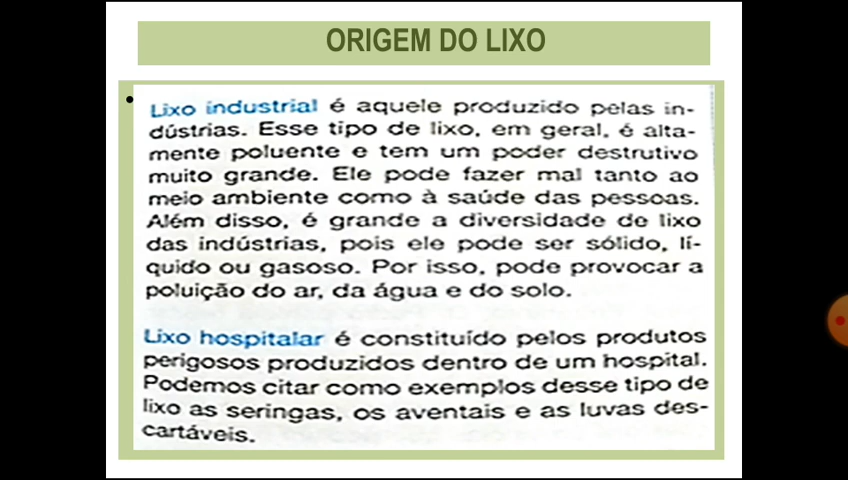 ORIGEM DO LIXO
• Lixo industrial é aquele produzido pelas in-
dústrias. Esse tipo de lixo, em geral, é alta-
mente poluente e tem um poder destrutivo
muito grande. Ele pode fazer mal tanto ao
meio ambiente como à saúde das pessoas.
Além disso, é grande a diversidade de lixo
das indústrias, pois ele pode ser sólido, lí-
quido ou gasoso. Por isso, pode provocar a
poluição do ar, da água e do solo.
Lixo hospitalar é constituído pelos produtos
perigosos produzidos dentro de um hospital.
Podemos citar como exemplos desse tipo de
lixo as seringas, os aventais e as luvas des-
cartáveis.